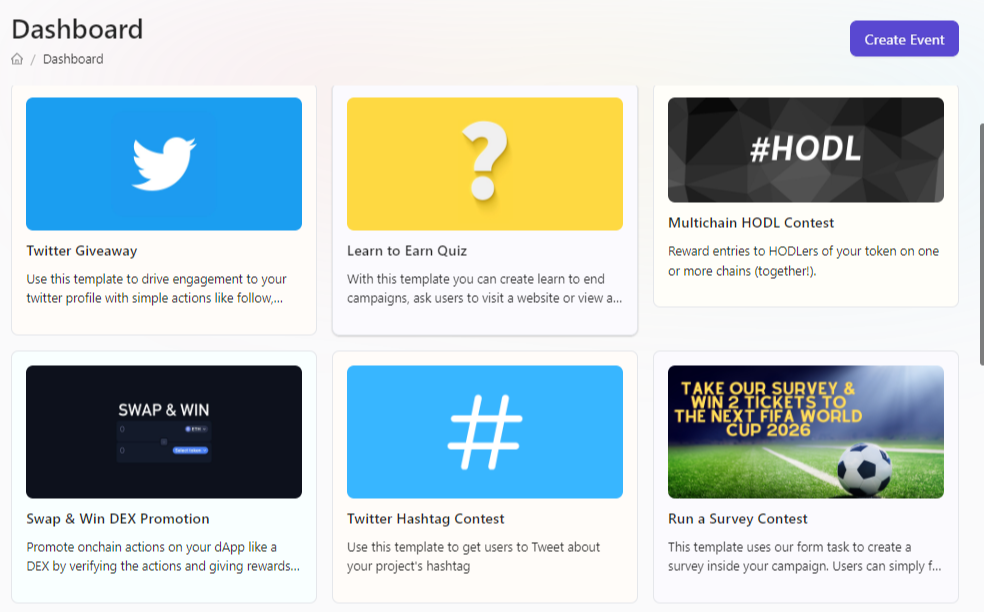 Dashboard
Create Event
/ Dashboard
?
#HODL
Twitter Giveaway
Use this template to drive engagement to your
twitter profile with simple actions like follow,...
Learn to Earn Quiz
With this template you can create learn to end
campaigns, ask users to visit a website or view a...
Multichain HODL Contest
Reward entries to HODLers of your token on one
or more chains (together!).
SWAP & WIN
0
ETH
0
Select token
#
TAKE OUR SURVEY &
WIN 2 TICKETS TO
THE NEXT FIFA WORLD
CUP 2026
Swap & Win DEX Promotion
Promote onchain actions on your dApp like a
DEX by verifying the actions and giving rewards...
Twitter Hashtag Contest
Use this template to get users to Tweet about
your project's hashtag
Run a Survey Contest
This template uses our form task to create a
survey inside your campaign. Users can simply f...